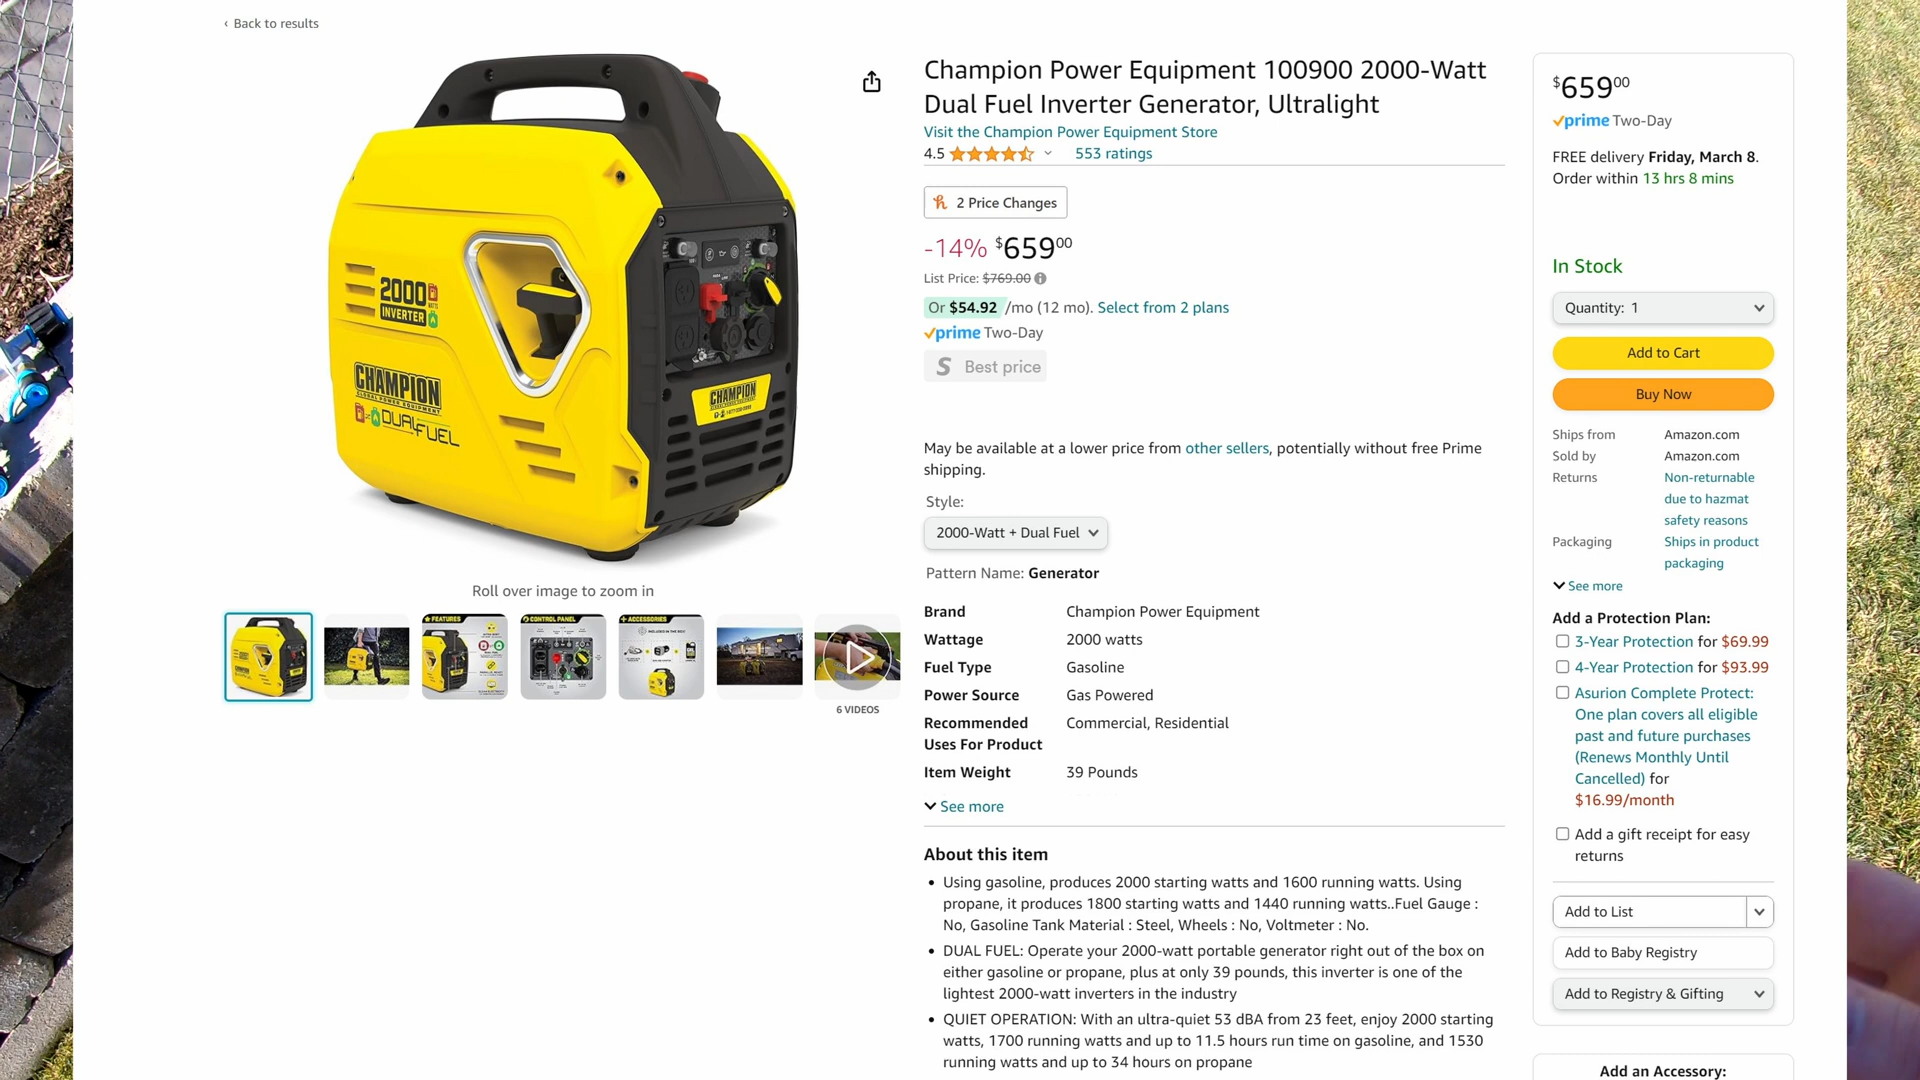 ‹ Back to results
Champion Power Equipment 100900 2000-Watt
Dual Fuel Inverter Generator, Ultralight
Visit the Champion Power Equipment Store
4.5
553 ratings
2 Price Changes
-14% $65900
List Price: $769.00
Or $54.92 /mo (12 mo). Select from 2 plans
prime Two-Day
S Best price
May be available at a lower price from other sellers, potentially without free Prime
shipping.
Style:
2000-Watt + Dual Fuel
Pattern Name: Generator
Brand Champion Power Equipment
Wattage 2000 watts
Fuel Type Gasoline
Power Source Gas Powered
Recommended Commercial, Residential
Uses For Product
Item Weight 39 Pounds
See more
About this item
• Using gasoline, produces 2000 starting watts and 1600 running watts. Using
propane, it produces 1800 starting watts and 1440 running watts..Fuel Gauge :
No, Gasoline Tank Material : Steel, Wheels : No, Voltmeter : No.
• DUAL FUEL: Operate your 2000-watt portable generator right out of the box on
either gasoline or propane, plus at only 39 pounds, this inverter is one of the
lightest 2000-watt inverters in the industry
• QUIET OPERATION: With an ultra-quiet 53 dBA from 23 feet, enjoy 2000 starting
watts, 1700 running watts and up to 11.5 hours run time on gasoline, and 1530
running watts and up to 34 hours on propane
2000
WATTS
INVERTER
CHAMPION
GLOBAL POWER EQUIPMENT
DUAL FUEL
CHAMPION
Roll over image to zoom in
FEATURES
CONTROL PANEL
ACCESSORIES
6 VIDEOS
$65900
prime Two-Day
FREE delivery Friday, March 8.
Order within 13 hrs 8 mins
In Stock
Quantity: 1
Add to Cart
Buy Now
Ships from Amazon.com
Sold by Amazon.com
Returns Non-returnable
due to hazmat
safety reasons
Packaging Ships in product
packaging
See more
Add a Protection Plan:
3-Year Protection for $69.99
4-Year Protection for $93.99
Asurion Complete Protect:
One plan covers all eligible
past and future purchases
(Renews Monthly Until
Cancelled) for
$16.99/month
Add a gift receipt for easy
returns
Add to List
Add to Baby Registry
Add to Registry & Gifting
Add an Accessory: